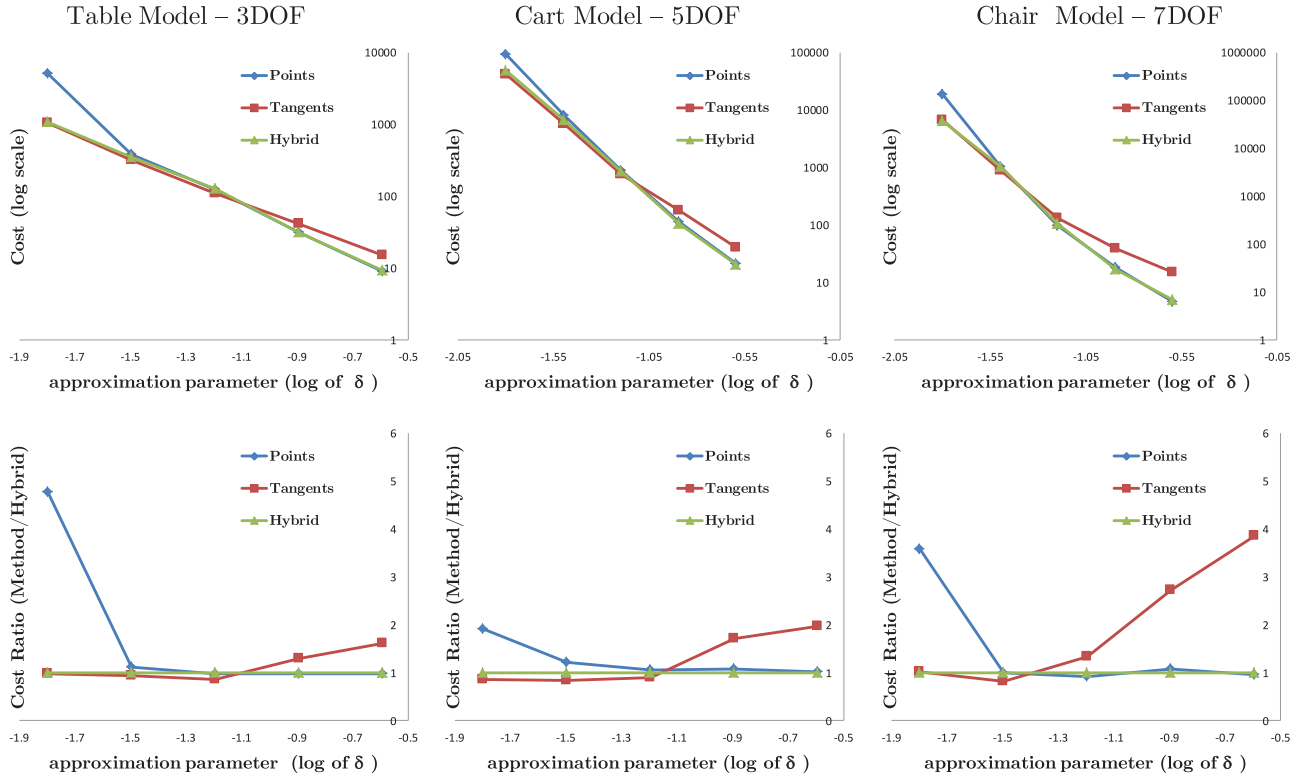 Table Model – 3DOF
Cart Model – 5DOF
Chair Model – 7DOF
Cost (log scale)
10000
1000
100
10
1
Points
Tangents
Hybrid
-1.9 -1.7 -1.5 -1.3 -1.1 -0.9 -0.7 -0.5
approximation parameter (log of δ )
Cost (log scale)
100000
10000
1000
100
10
1
Points
Tangents
Hybrid
-2.05 -1.55 -1.05 -0.55 -0.05
approximation parameter (log of δ )
Cost (log scale)
1000000
100000
10000
1000
100
10
1
Points
Tangents
Hybrid
-2.05 -1.55 -1.05 -0.55 -0.05
approximation parameter (log of δ )
Cost Ratio (Method/Hybrid)
6
5
4
3
2
1
0
Points
Tangents
Hybrid
-1.9 -1.7 -1.5 -1.3 -1.1 -0.9 -0.7 -0.5
approximation parameter (log of δ )
Cost Ratio (Method/Hybrid)
6
5
4
3
2
1
0
Points
Tangents
Hybrid
-1.9 -1.7 -1.5 -1.3 -1.1 -0.9 -0.7 -0.5
approximation parameter (log of δ )
Cost Ratio (Method/Hybrid)
6
5
4
3
2
1
0
Points
Tangents
Hybrid
-1.9 -1.7 -1.5 -1.3 -1.1 -0.9 -0.7 -0.5
approximation parameter (log of δ )